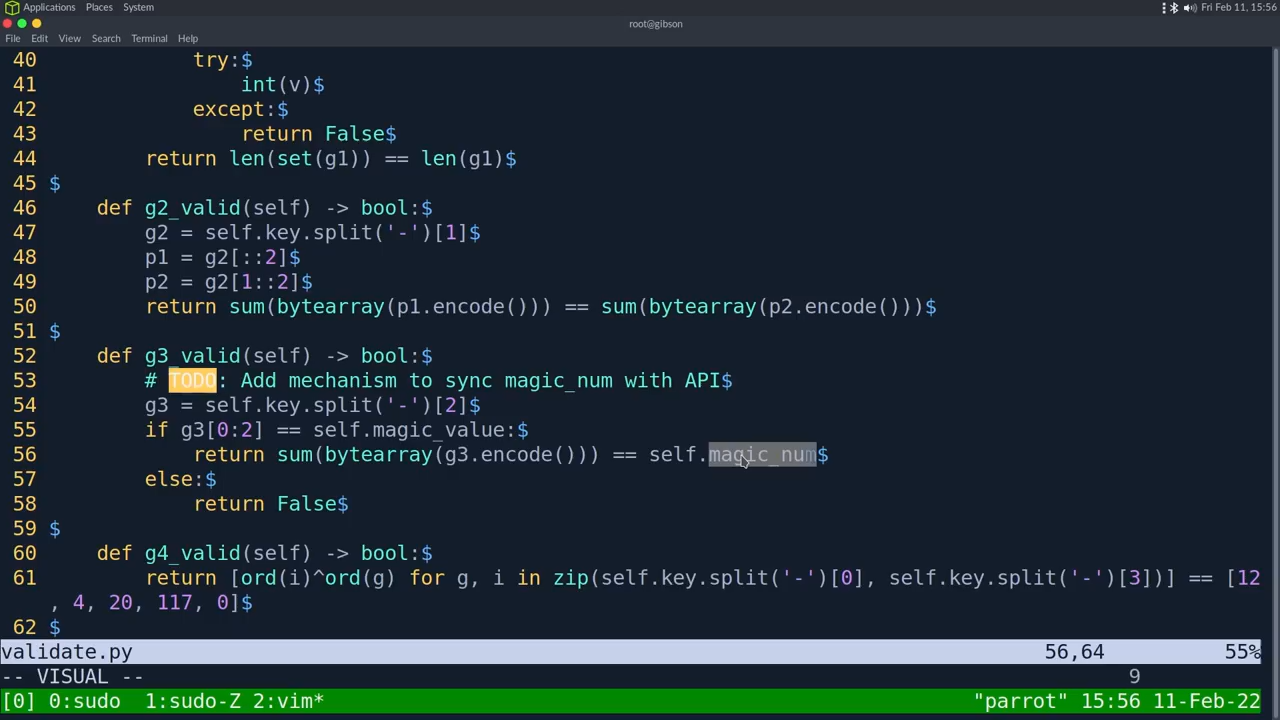 Applications Places System Fri Feb 11, 15:56
root@gibson
File Edit View Search Terminal Help
40             try:$
41                 int(v)$
42             except:$
43                 return False$
44         return len(set(g1)) == len(g1)$
45 $
46     def g2_valid(self) -> bool:$
47         g2 = self.key.split('-')[1]$
48         p1 = g2[::2]$
49         p2 = g2[1::2]$
50         return sum(bytearray(p1.encode())) == sum(bytearray(p2.encode()))$
51 $
52     def g3_valid(self) -> bool:$
53         # TODO: Add mechanism to sync magic_num with API$
54         g3 = self.key.split('-')[2]$
55         if g3[0:2] == self.magic_value:$
56             return sum(bytearray(g3.encode())) == self.magic_num$
57         else:$
58             return False$
59 $
60     def g4_valid(self) -> bool:$
61         return [ord(i)^ord(g) for g, i in zip(self.key.split('-')[0], self.key.split('-')[3])] == [12
, 4, 20, 117, 0]$
62 $
validate.py 56,64 55%
-- VISUAL -- 9
[0] 0:sudo  1:sudo-Z 2:vim* "parrot" 15:56 11-Feb-22